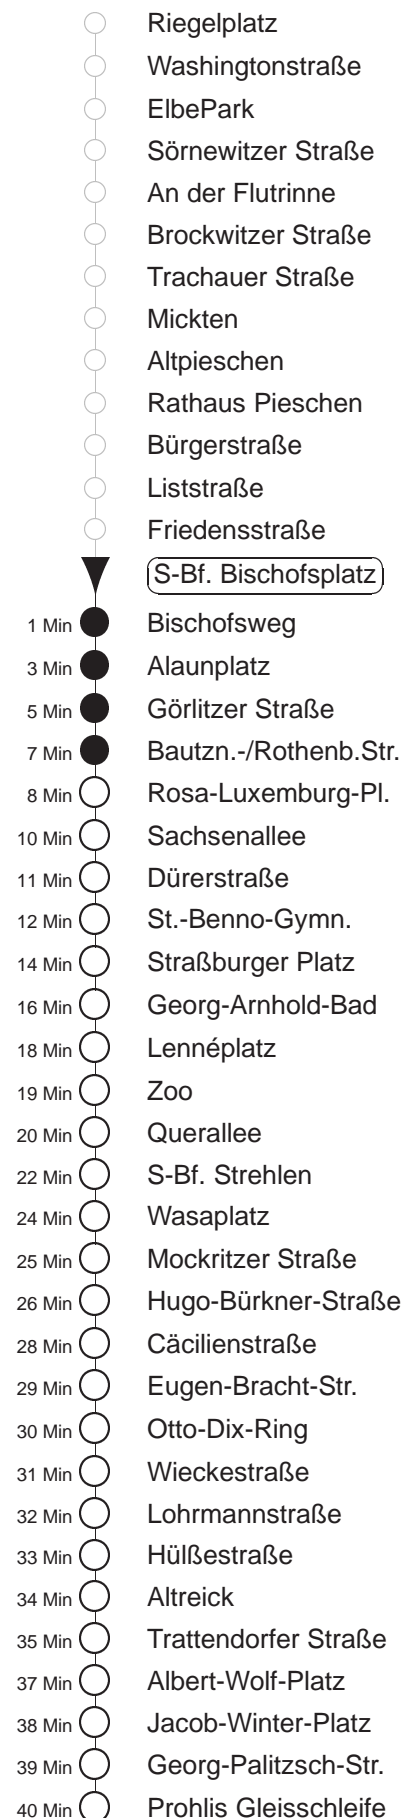 Riegelplatz
Washingtonstraße
ElbePark
Sörnewitzer Straße
An der Flutrinne
Brockwitzer Straße
Trachauer Straße
Mickten
Altpieschen
Rathaus Pieschen
Bürgerstraße
Liststraße
Friedensstraße
S-Bf. Bischofsplatz
1 Min Bischofsweg
3 Min Alaunplatz
5 Min Görlitzer Straße
7 Min Bautzn.-/Rothenb.Str.
8 Min Rosa-Luxemburg-Pl.
10 Min Sachsenallee
11 Min Dürerstraße
12 Min St.-Benno-Gymn.
14 Min Straßburger Platz
16 Min Georg-Arnhold-Bad
18 Min Lennéplatz
19 Min Zoo
20 Min Querallee
22 Min S-Bf. Strehlen
24 Min Wasaplatz
25 Min Mockritzer Straße
26 Min Hugo-Bürkner-Straße
28 Min Cäcilienstraße
29 Min Eugen-Bracht-Str.
30 Min Otto-Dix-Ring
31 Min Wieckestraße
32 Min Lohrmannstraße
33 Min Hülßestraße
34 Min Altreick
35 Min Trattendorfer Straße
37 Min Albert-Wolf-Platz
38 Min Jacob-Winter-Platz
39 Min Georg-Palitzsch-Str.
40 Min Prohlis Gleisschleife